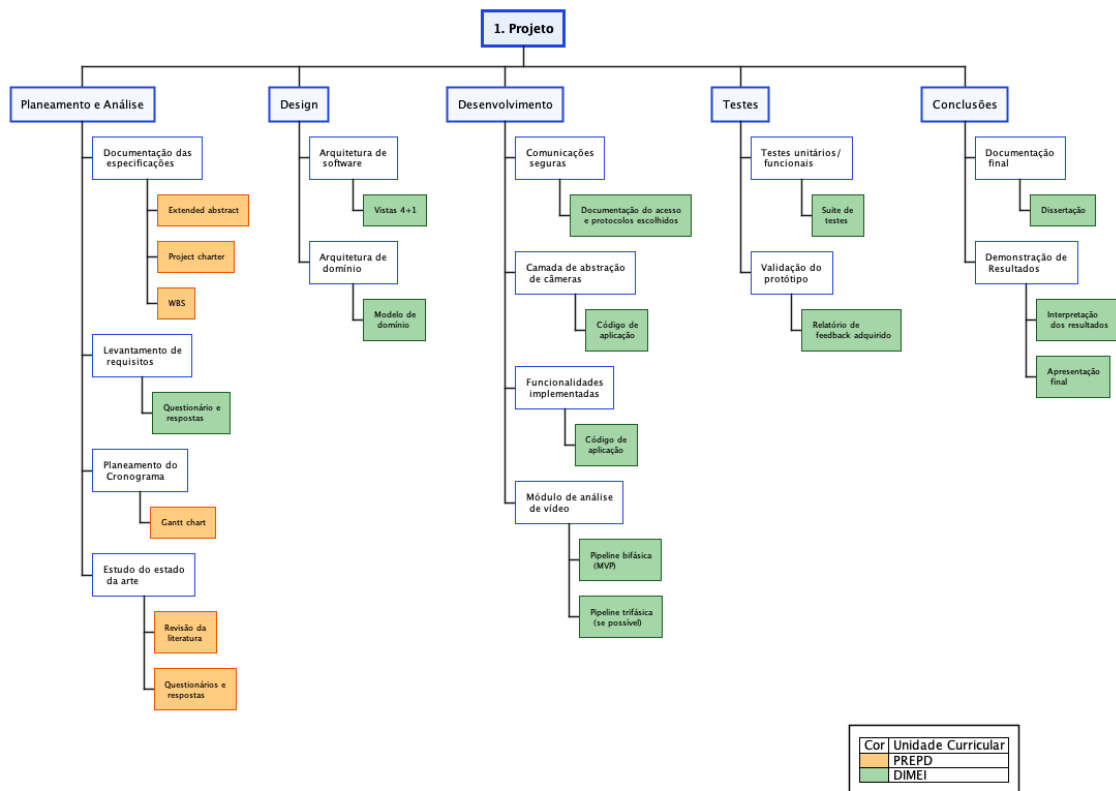 1. Projeto
Planeamento e Análise
Documentação das
especificações
Extended abstract
Project charter
WBS
Levantamento de
requisitos
Questionário e
respostas
Planeamento do
Cronograma
Gantt chart
Estudo do estado
da arte
Revisão da
literatura
Questionários e
respostas
Design
Arquitetura de
software
Vistas 4+1
Arquitetura de
domínio
Modelo de
domínio
Desenvolvimento
Comunicações
seguras
Documentação do acesso
e protocolos escolhidos
Camada de abstração
de câmeras
Código de
aplicação
Funcionalidades
implementadas
Código de
aplicação
Módulo de análise
de vídeo
Pipeline bifásica
(MVP)
Pipeline trifásica
(se possível)
Testes
Testes unitários/
funcionais
Suite de
testes
Validação do
protótipo
Relatório de
feedback adquirido
Conclusões
Documentação
final
Dissertação
Demonstração de
Resultados
Interpretação
dos resultados
Apresentação
final
Cor Unidade Curricular
PREPD
DIMEI